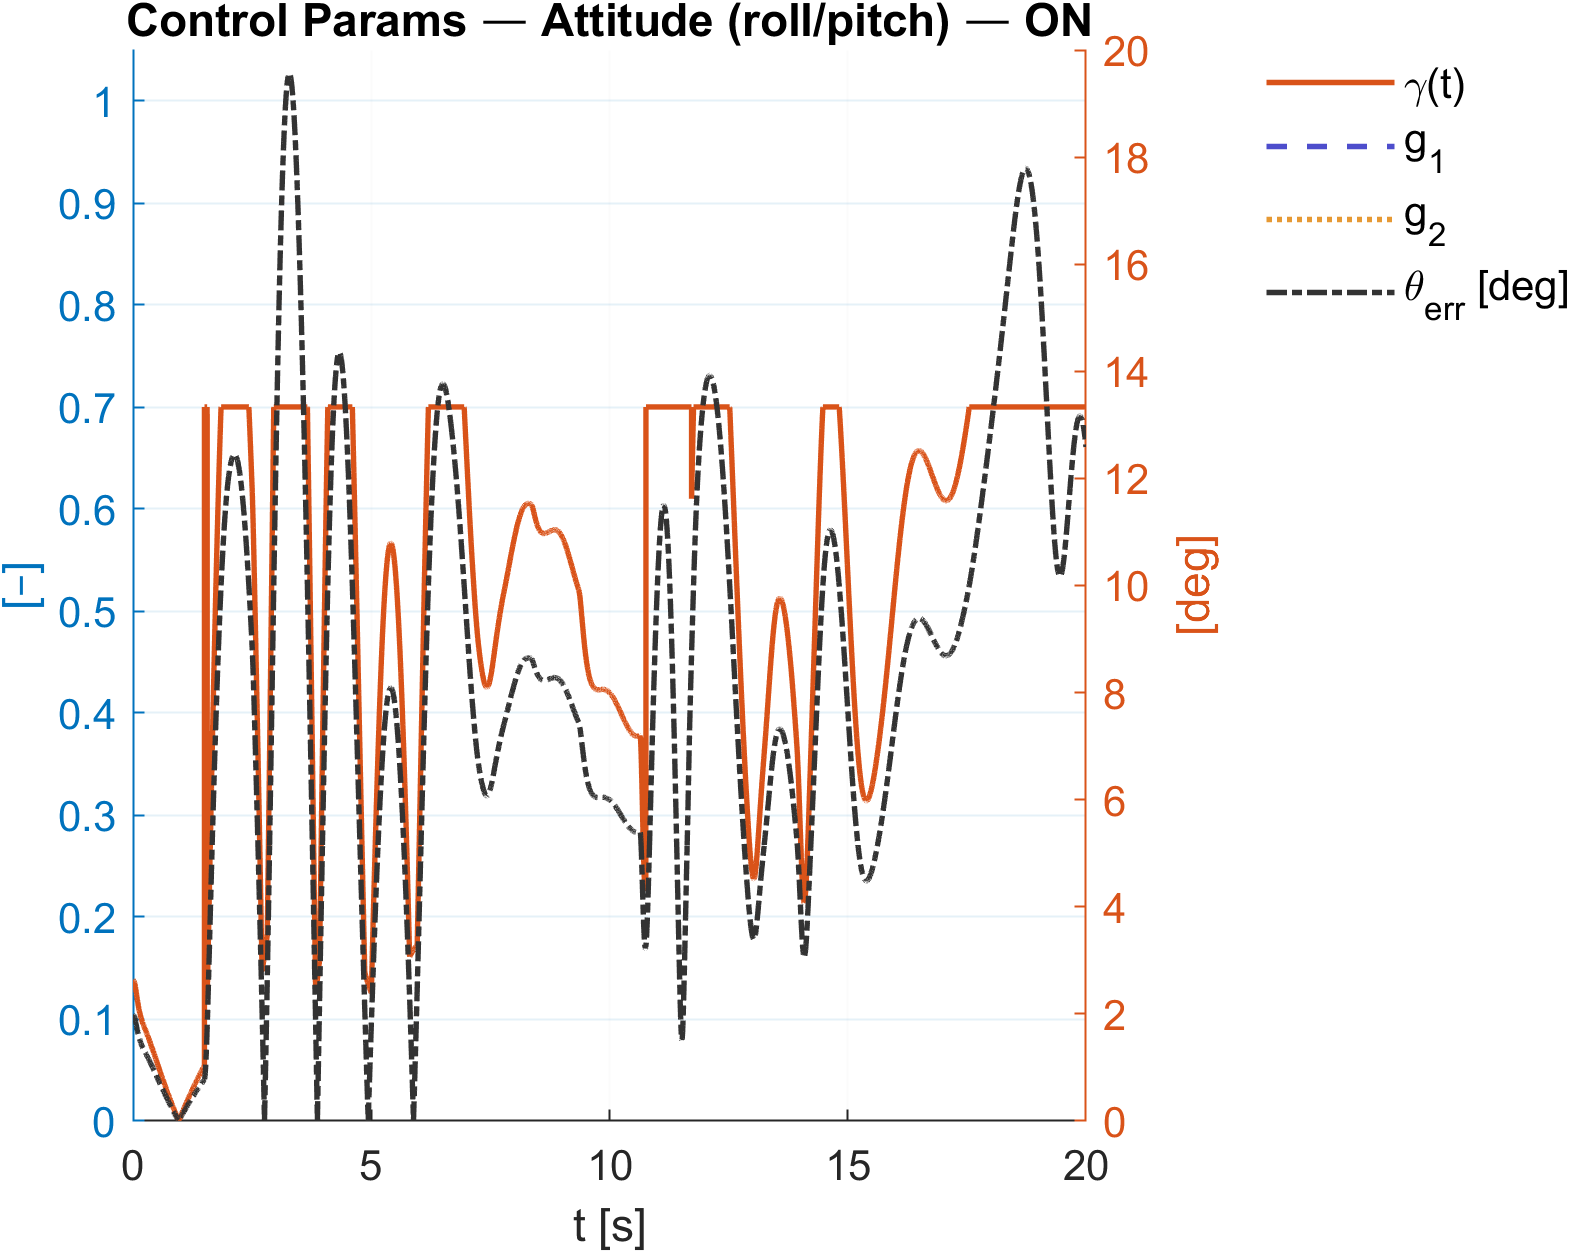 Control Params — Attitude (roll/pitch) — ON
1
0.9
0.8
0.7
0.6
0.5
0.4
0.3
0.2
0.1
0
[−]
20
18
16
14
12
10
8
6
4
2
0
[deg]
0 5 10 15 20
t [s]
γ(t)
g1
g2
θerr [deg]